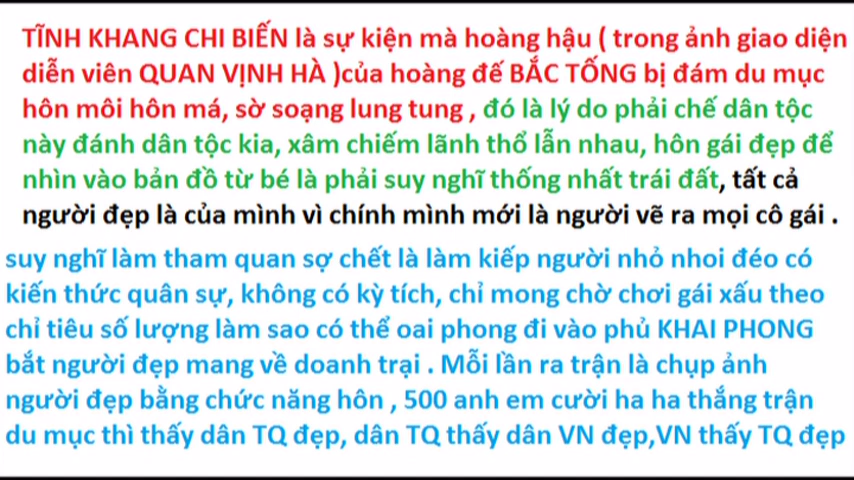 TĨNH KHANG CHI BIẾN là sự kiện mà hoàng hậu ( trong ảnh giao diện
diễn viên QUAN VỊNH HÀ )của hoàng đế BẮC TỐNG bị đám du mục
hôn môi hôn má, sờ soạng lung tung , đó là lý do phải chế dân tộc
này đánh dân tộc kia, xâm chiếm lãnh thổ lẫn nhau, hôn gái đẹp để
nhìn vào bản đồ từ bé là phải suy nghĩ thống nhất trái đất, tất cả
người đẹp là của mình vì chính mình mới là người vẽ ra mọi cô gái .
suy nghĩ làm tham quan sợ chết là làm kiếp người nhỏ nhoi đéo có
kiến thức quân sự, không có kỳ tích, chỉ mong chờ chơi gái xấu theo
chỉ tiêu số lượng làm sao có thể oai phong đi vào phủ KHAI PHONG
bắt người đẹp mang về doanh trại . Mỗi lần ra trận là chụp ảnh
người đẹp bằng chức năng hôn , 500 anh em cười ha ha thắng trận
du mục thì thấy dân TQ đẹp, dân TQ thấy dân VN đẹp,VN thấy TQ đẹp